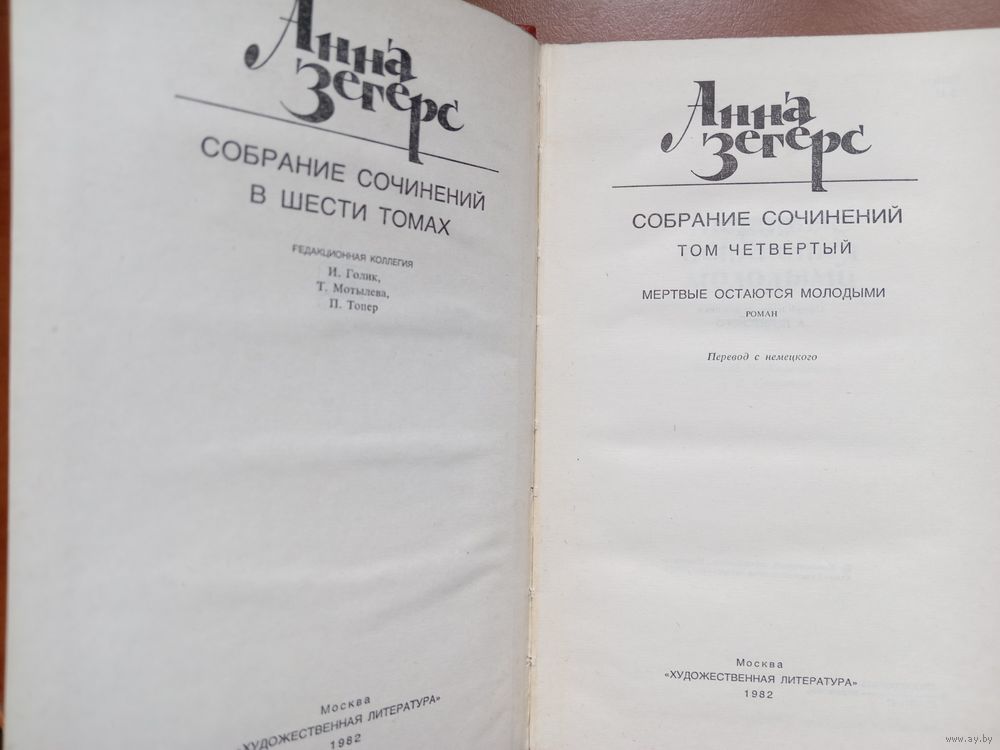 Анна
Зегерс
СОБРАНИЕ СОЧИНЕНИЙ
В ШЕСТИ ТОМАХ
РЕДАКЦИОННАЯ КОЛЛЕГИЯ
И. Голик,
Т. Мотылева,
П. Топер
Москва
«ХУДОЖЕСТВЕННАЯ ЛИТЕРАТУРА»
1982
Анна
Зегерс
СОБРАНИЕ СОЧИНЕНИЙ
ТОМ ЧЕТВЕРТЫЙ
МЕРТВЫЕ ОСТАЮТСЯ МОЛОДЫМИ
РОМАН
Перевод с немецкого
Москва
«ХУДОЖЕСТВЕННАЯ ЛИТЕРАТУРА»
1982
www.ay.by